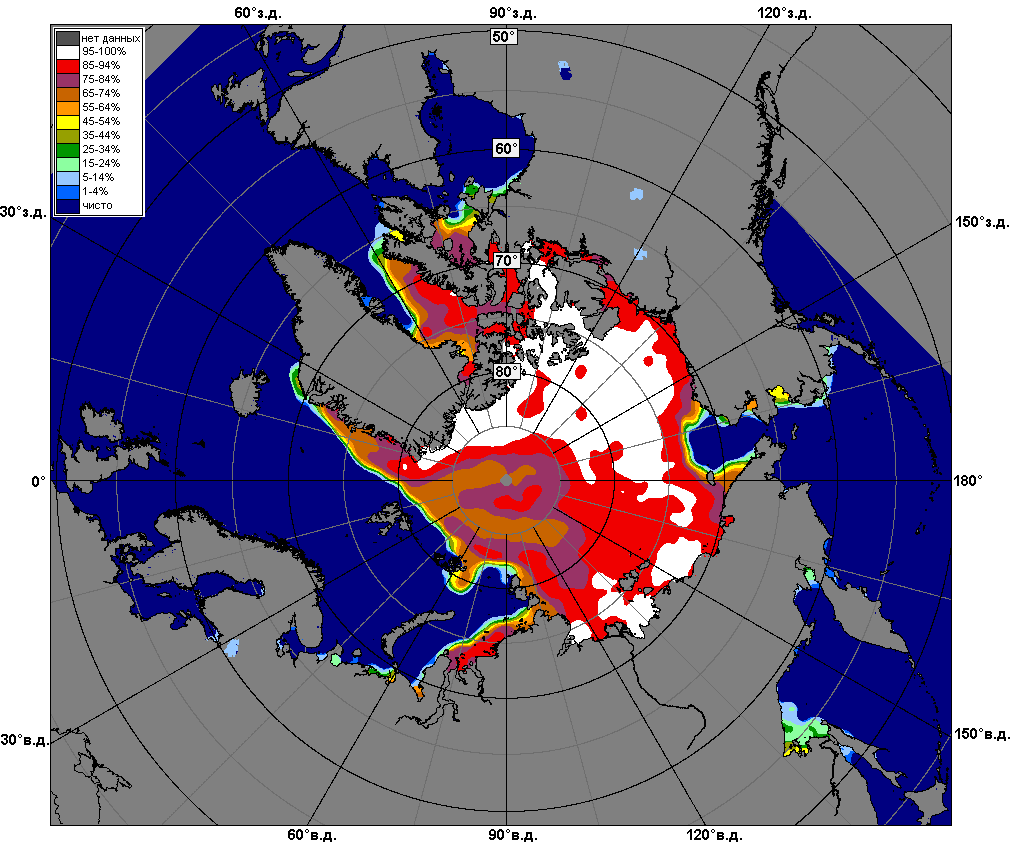 60°з.д.
90°з.д.
120°з.д.
нет данных
95-100%
85-94%
75-84%
65-74%
55-64%
45-54%
35-44%
25-34%
15-24%
5-14%
1-4%
чисто
50°
60°
30°з.д.
150°з.д.
70°
80°
0°
180°
30°в.д.
150°в.д.
60°в.д.
90°в.д.
120°в.д.